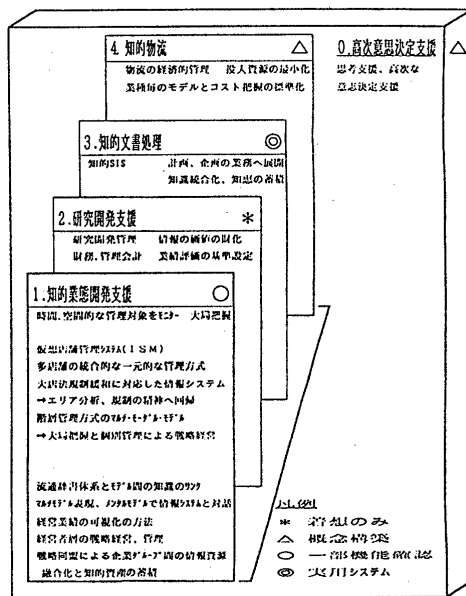 4. 知的物流 △
物流の経済的管理 投入資源の最小化
業種毎のモデルとコスト把握の標準化
0. 高次意思決定支援 △
思考支援、高次な
意志決定支援
3. 知的文書処理 ◎
知的SIS 計画、企画の業務へ展開
知識統合化、知恵の蓄積
2. 研究開発支援 *
研究開発管理 情報の価値の財化
財務、管理会計 業績評価の基準設定
1. 知的業態開発支援 ○
時間、空間的な管理対象をモニター 大局把握
仮想店舗管理システム(ISM)
多店舗の統合的な一元的な管理方式
大店法規制緩和に対応した情報システム
→エリア分析、規制の精神へ回帰
階層管理方式のマルチ・モーダル・モデル
→大局把握と個別管理による戦略経営
流通辞書体系とモデル間の知識のリンク
マルチモデル表現、メンタルモデルで情報システムと対話
経営業績の可視化の方法
経営者層の戦略経営、管理
戦略同盟による企業グループ間の情報資源
融合化と知的資産の蓄積
凡例
* 着想のみ
△ 概念構築
○ 一部機能確認
◎ 実用システム